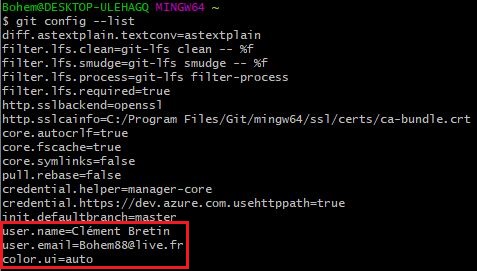 Bohem@DESKTOP-ULEHAGQ MINGW64 ~
$ git config --list
diff.astextplain.textconv=astextplain
filter.lfs.clean=git-lfs clean -- %f
filter.lfs.smudge=git-lfs smudge -- %f
filter.lfs.process=git-lfs filter-process
filter.lfs.required=true
http.sslbackend=openssl
http.sslcainfo=C:/Program Files/Git/mingw64/ssl/certs/ca-bundle.crt
core.autocrlf=true
core.fscache=true
core.symlinks=false
pull.rebase=false
credential.helper=manager-core
credential.https://dev.azure.com.usehttppath=true
init.defaultbranch=master
user.name=Clément Bretin
user.email=Bohem88@live.fr
color.ui=auto